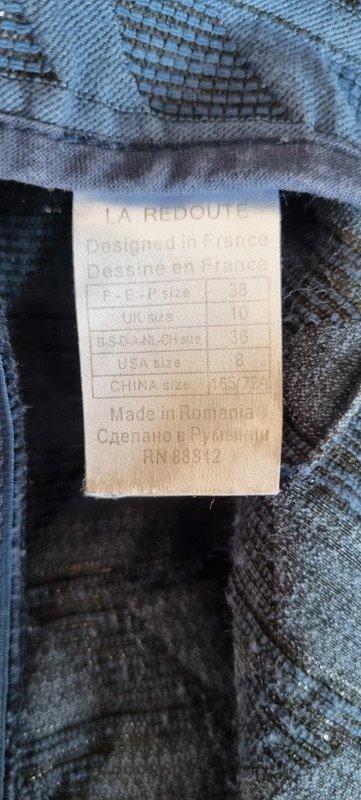 LA REDOUTE
Designed in France
Dessiné en France
F - E - P size 38
UK size 10
B-S-D-A-NL-CH size 36
USA size 8
CHINA size 165/72A
Made in Romania
Сделано в Румынии
RN 88842